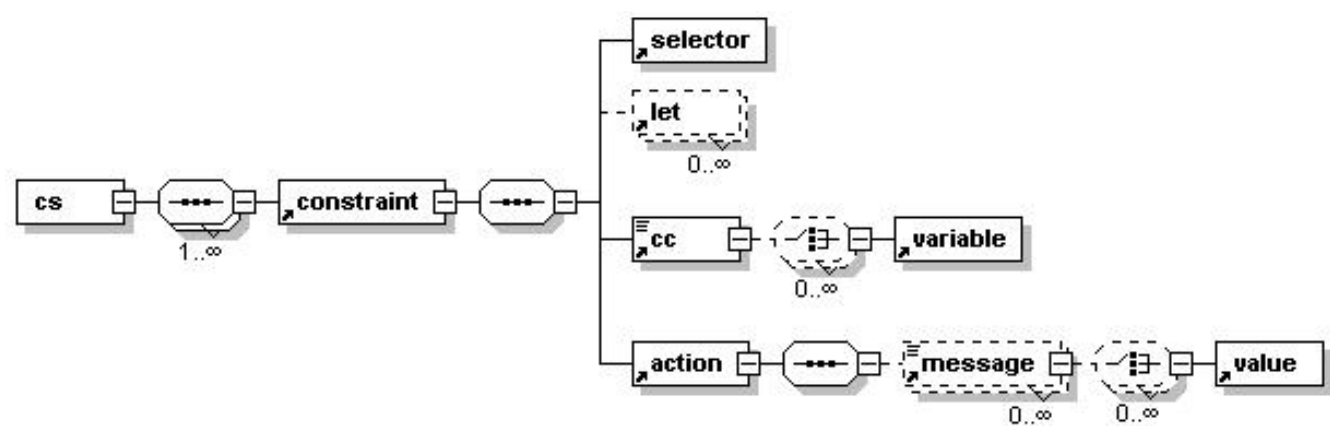 selector
let
0..∞
cs
1..∞
constraint
cc
0..∞
variable
action
message
0..∞
0..∞
value